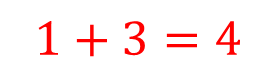 1 + 3 = 4